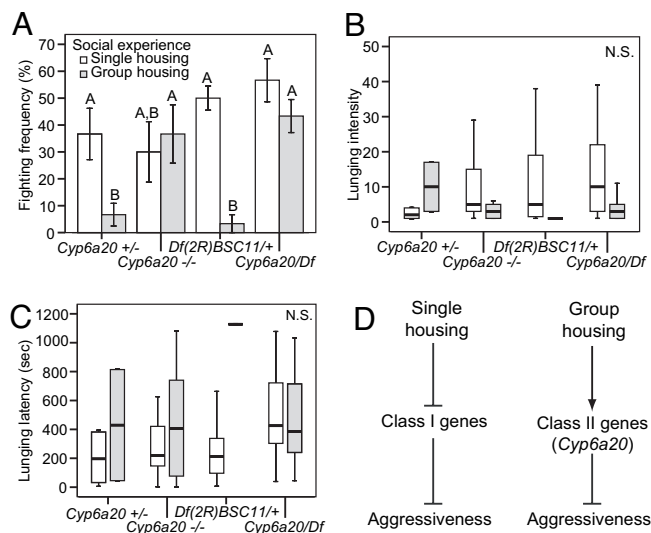 A
Social experience
Single housing
Group housing
Fighting frequency (%)
70
60
50
40
30
20
10
0
A
B
A,B
A
A
B
A
A
Cyp6a20 +/-
Cyp6a20 -/-
Df(2R)BSC11/+
Cyp6a20/Df
B
N.S.
Lunging intensity
50
40
30
20
10
0
Cyp6a20 +/-
Cyp6a20 -/-
Df(2R)BSC11/+
Cyp6a20/Df
C
N.S.
Lunging latency (sec)
1200
1000
800
600
400
200
0
Cyp6a20 +/-
Cyp6a20 -/-
Df(2R)BSC11/+
Cyp6a20/Df
D
Single
housing
Class I genes
Aggressiveness
Group
housing
Class II genes
(Cyp6a20)
Aggressiveness